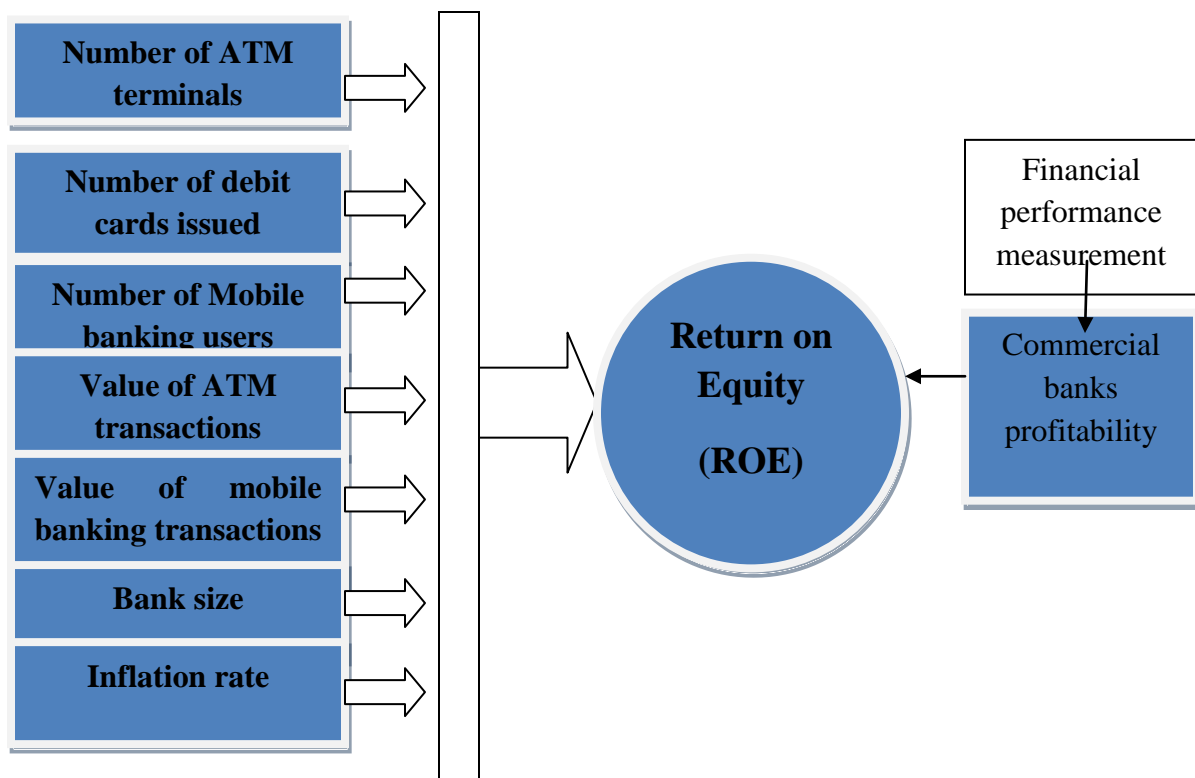 Number of ATM
terminals
Number of debit
cards issued
Number of Mobile
banking users
Value of ATM
transactions
Value of mobile
banking transactions
Bank size
Inflation rate
Return on
Equity
(ROE)
Financial
performance
measurement
Commercial
banks
profitability